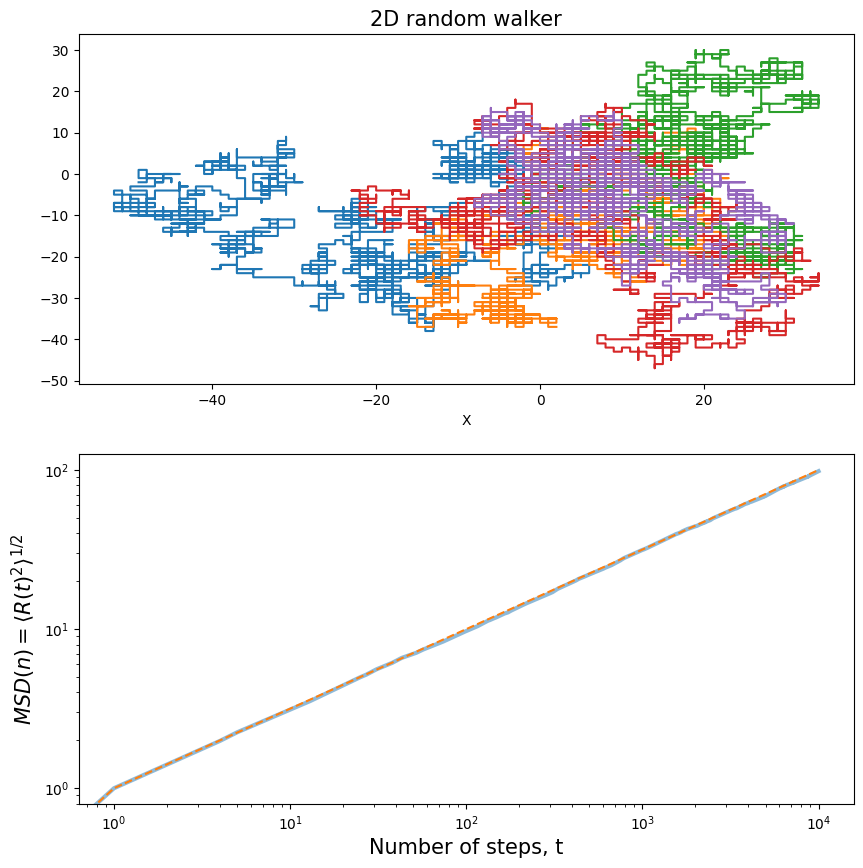 2D random walker
30
20
10
0
−10
−20
−30
−40
−50
−40 −20 0 20
X
10² 
10¹
10⁰
MSD(n) = ⟨R(t)²⟩^{1/2}
10⁰ 10¹ 10² 10³ 10⁴
Number of steps, t